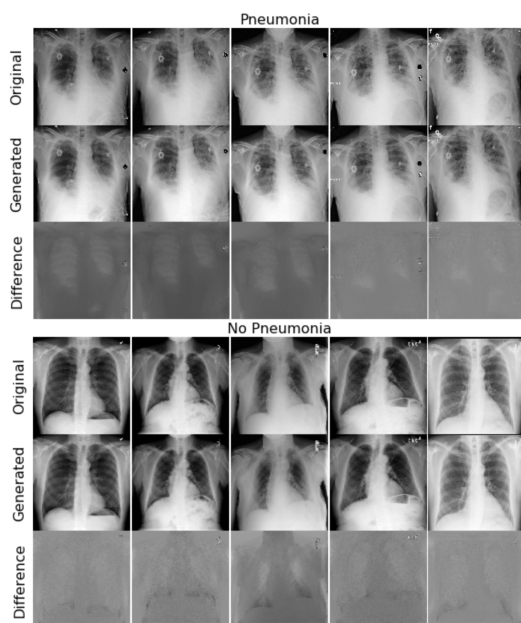 Pneumonia
Original
Generated
Difference
No Pneumonia
Original
Generated
Difference